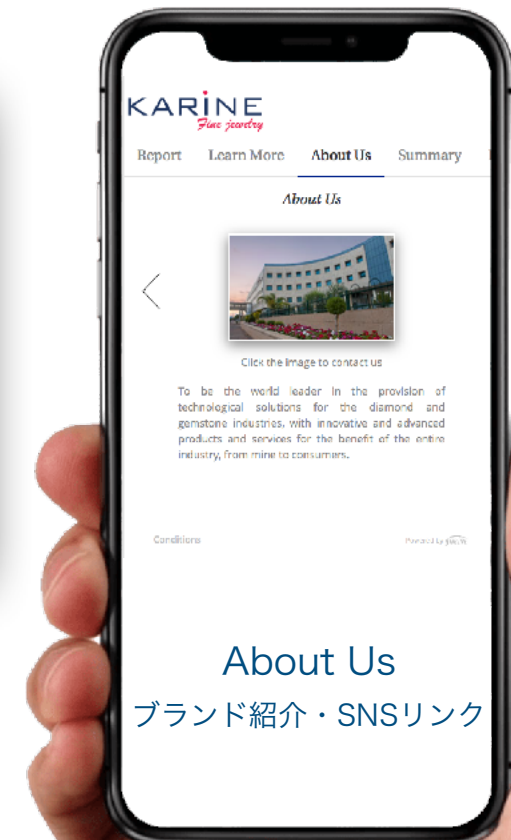 KARINE
Fine jewelry
Report Learn More About Us Summary
About Us
Click the image to contact us
To be the world leader in the provision of
technological solutions for the diamond and
gemstone industries, with innovative and advanced
products and services for the benefit of the entire
industry, from mine to consumers.
Conditions
Powered by
About Us
ブランド紹介・SNSリンク